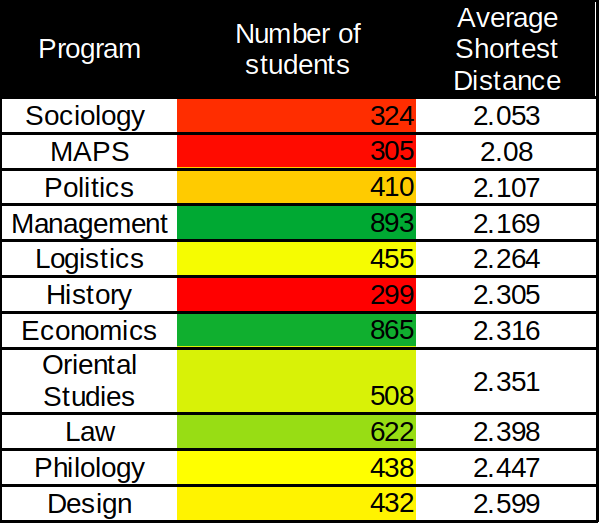 Program Number of students Average Shortest Distance
Sociology 324 2.053
MAPS 305 2.08
Politics 410 2.107
Management 893 2.169
Logistics 455 2.264
History 299 2.305
Economics 865 2.316
Oriental Studies 508 2.351
Law 622 2.398
Philology 438 2.447
Design 432 2.599